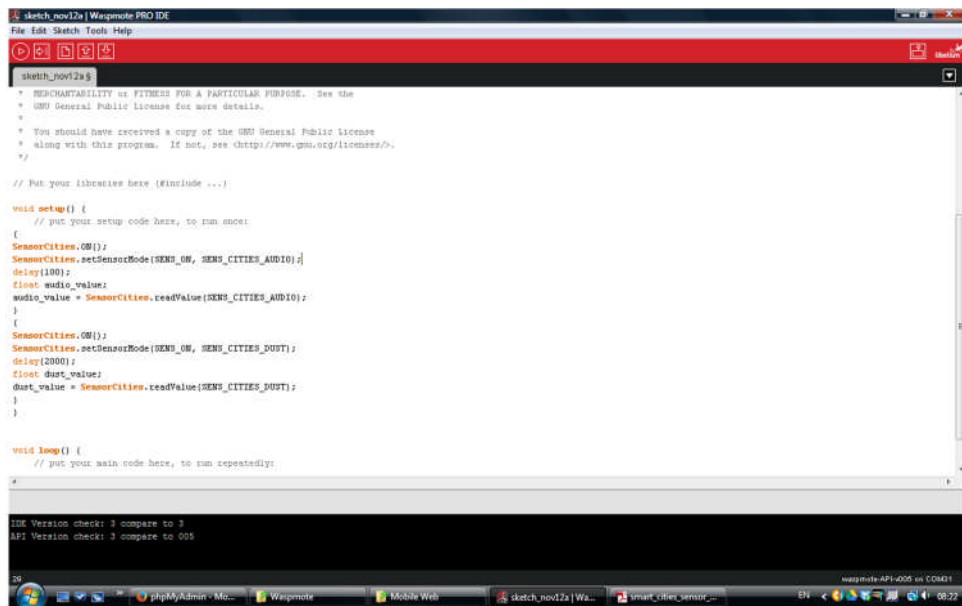 sketch_nov12a | Waspmote PRO IDE
File Edit Sketch Tools Help
libelium
sketch_nov12a §
* MERCHANTABILITY or FITNESS FOR A PARTICULAR PURPOSE. See the
* GNU General Public License for more details.
*
* You should have received a copy of the GNU General Public License
* along with this program. If not, see <http://www.gnu.org/licenses/>.
*/
// Put your libraries here (#include ...)
void setup() {
// put your setup code here, to run once:
{
SensorCities.ON();
SensorCities.setSensorMode(SENS_ON, SENS_CITIES_AUDIO);
delay(100);
float audio_value;
audio_value = SensorCities.readValue(SENS_CITIES_AUDIO);
}
{
SensorCities.ON();
SensorCities.setSensorMode(SENS_ON, SENS_CITIES_DUST);
delay(2000);
float dust_value;
dust_value = SensorCities.readValue(SENS_CITIES_DUST);
}
}
void loop() {
// put your main code here, to run repeatedly:
IDE Version check: 3 compare to 3
API Version check: 3 compare to 005
26
waspmote-API-v005 on COM31
phpMyAdmin - Mo... Waspmote Mobile Web sketch_nov12a | Wa... smart_cities_sensor_... EN 08:22